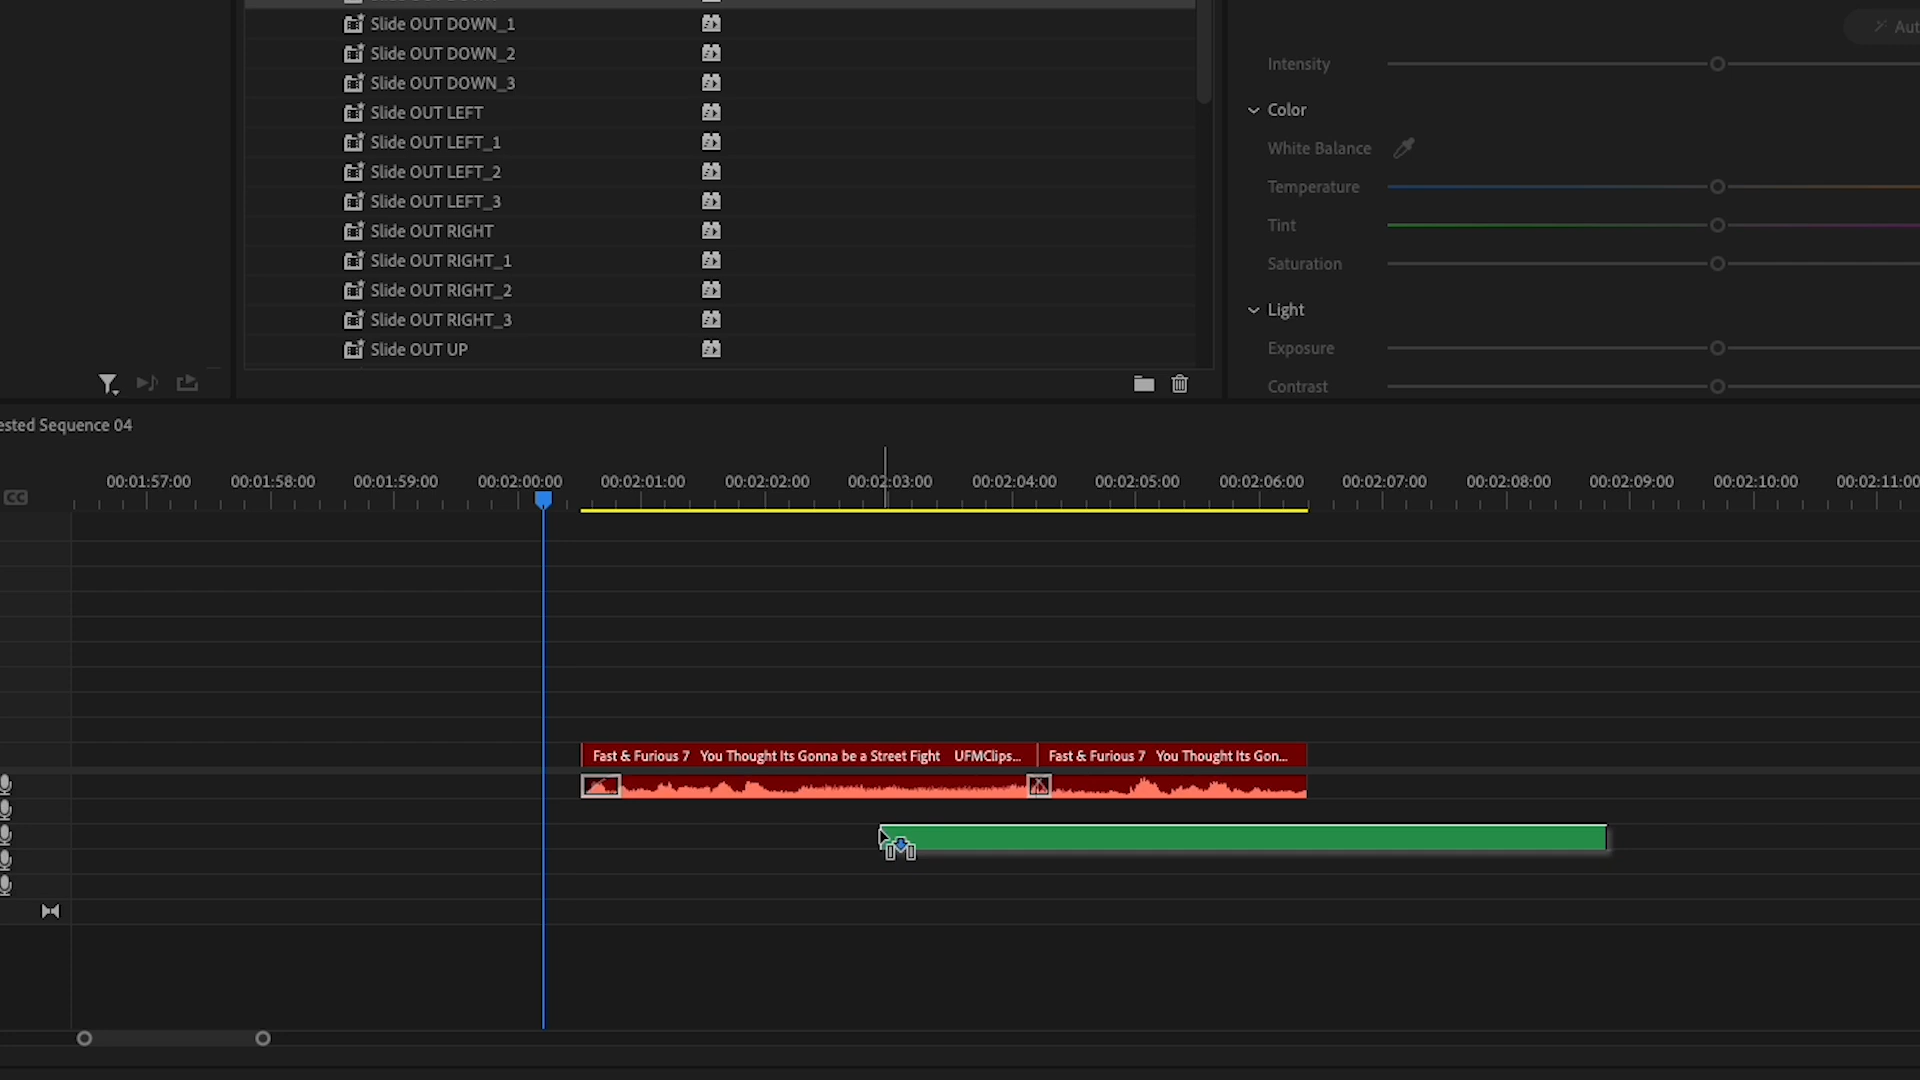 Slide OUT DOWN_1
Slide OUT DOWN_2
Slide OUT DOWN_3
Slide OUT LEFT
Slide OUT LEFT_1
Slide OUT LEFT_2
Slide OUT LEFT_3
Slide OUT RIGHT
Slide OUT RIGHT_1
Slide OUT RIGHT_2
Slide OUT RIGHT_3
Slide OUT UP
Aut
Intensity
Color
White Balance
Temperature
Tint
Saturation
Light
Exposure
Contrast
ested Sequence 04
00:01:57:00 00:01:58:00 00:01:59:00 00:02:00:00 00:02:01:00 00:02:02:00 00:02:03:00 00:02:04:00 00:02:05:00 00:02:06:00 00:02:07:00 00:02:08:00 00:02:09:00 00:02:10:00 00:02:11:00
CC
Fast & Furious 7 You Thought Its Gonna be a Street Fight UFMClips... Fast & Furious 7 You Thought Its Gon...